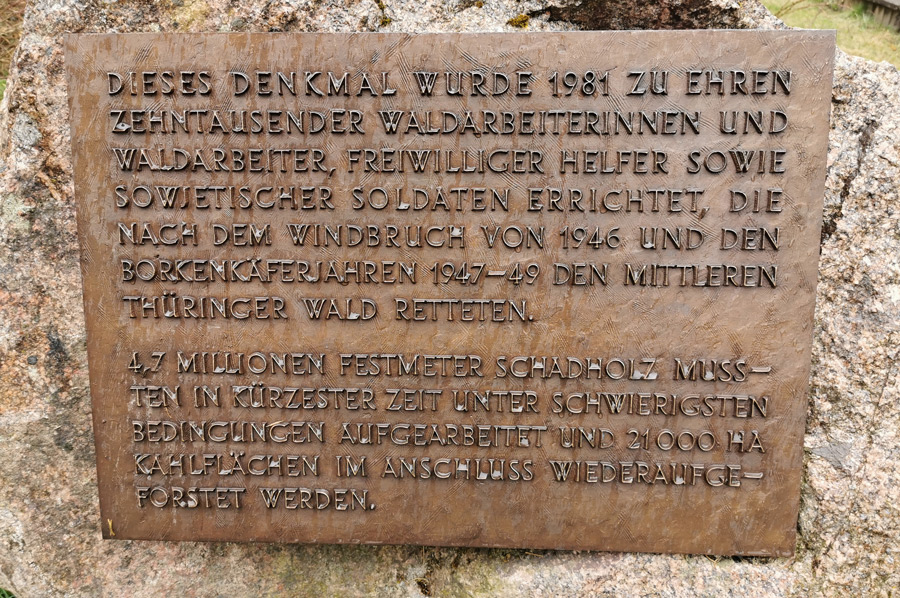 DIESES DENKMAL WURDE 1981 ZU EHREN
ZEHNTAUSENDER WALDARBEITERINNEN UND
WALDARBEITER, FREIWILLIGER HELFER SOWIE
SOWJETISCHER SOLDATEN ERRICHTET, DIE
NACH DEM WINDBRUCH VON 1946 UND DEN
BORKENKÄFERJAHREN 1947–49 DEN MITTLEREN
THÜRINGER WALD RETTETEN.
4,7 MILLIONEN FESTMETER SCHADHOLZ MUSS–
TEN IN KÜRZESTER ZEIT UNTER SCHWIERIGSTEN
BEDINGUNGEN AUFGEARBEITET UND 21000 HA
KAHLFLÄCHEN IM ANSCHLUSS WIEDERAUFGE–
FORSTET WERDEN.